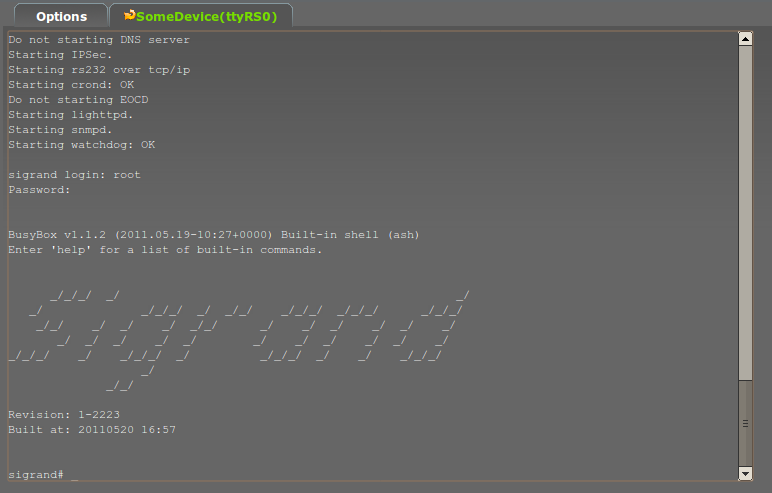 Options
SomeDevice(ttyRS0)
Do not starting DNS server
Starting IPSec.
Starting rs232 over tcp/ip
Starting crond: OK
Do not starting EOCD
Starting lighttpd.
Starting snmpd.
Starting watchdog: OK
sigrand login: root
Password:
BusyBox v1.1.2 (2011.05.19-10:27+0000) Built-in shell (ash)
Enter 'help' for a list of built-in commands.
Sigrand
Revision: 1-2223
Built at: 20110520 16:57
sigrand# _